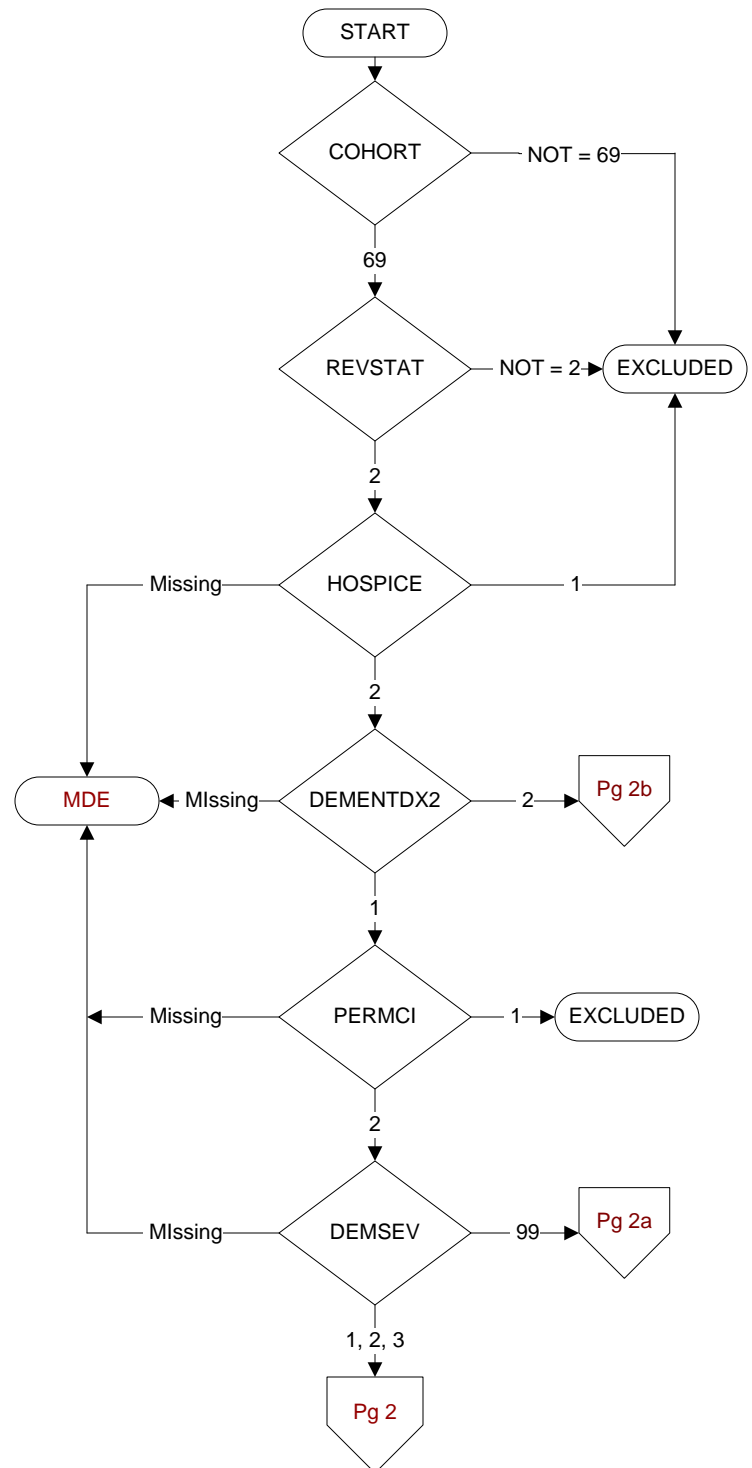 START
COHORT
NOT = 69
69
REVSTAT
NOT = 2
EXCLUDED
2
Missing
HOSPICE
1
2
MDE
MIssing
DEMENTDX2
2
Pg 2b
1
Missing
PERMCI
1
EXCLUDED
2
MIssing
DEMSEV
99
Pg 2a
1, 2, 3
Pg 2